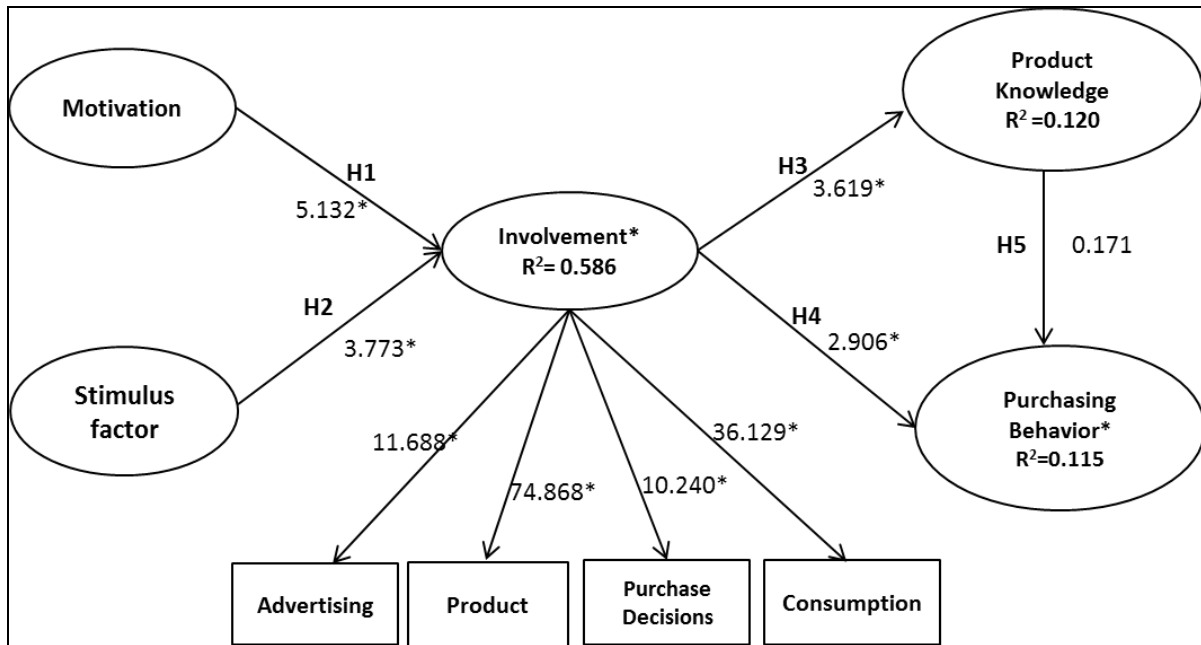 Motivation
Product
Knowledge
R² =0.120
H1
5.132*
H3
3.619*
Involvement*
R²= 0.586
H5
0.171
H2
3.773*
H4
2.906*
Stimulus
factor
Purchasing
Behavior*
R²=0.115
11.688*
74.868*
10.240*
36.129*
Advertising
Product
Purchase
Decisions
Consumption